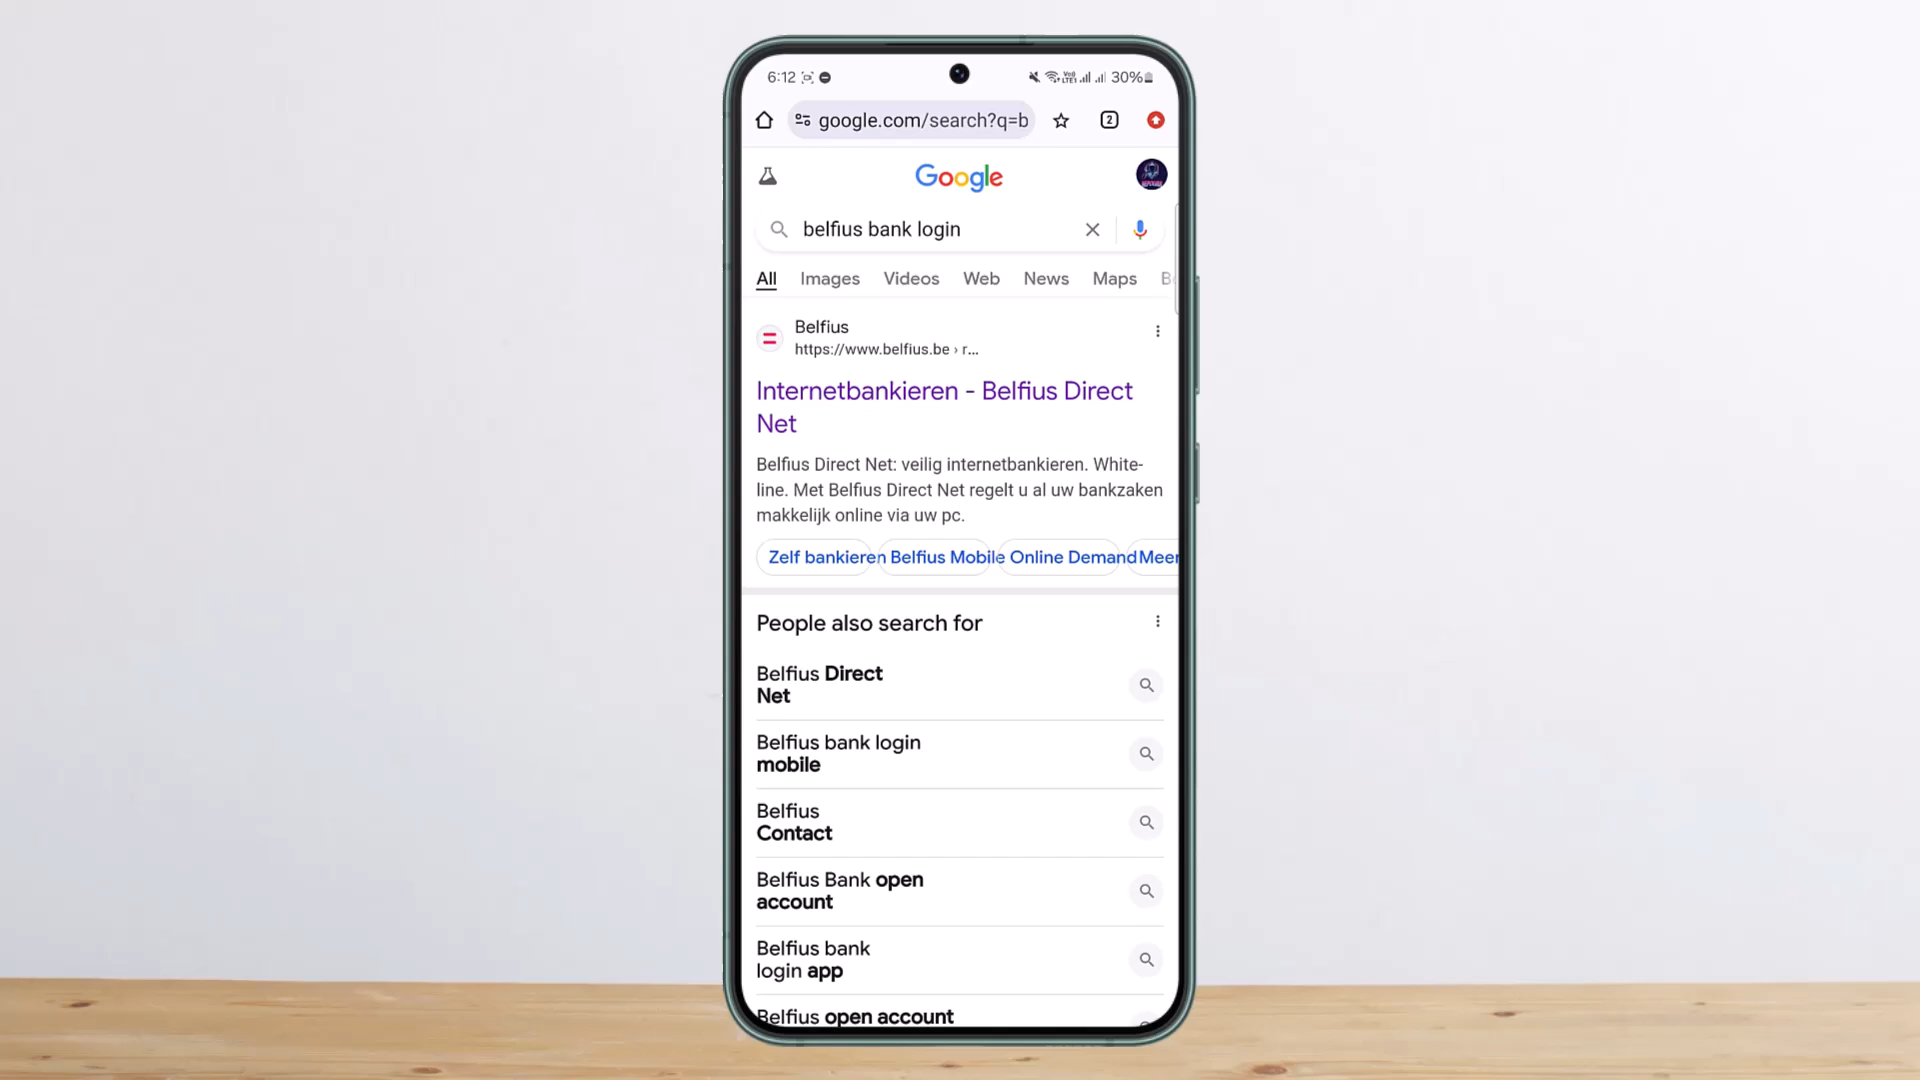 6:12 30%
google.com/search?q=b 2
Google
belfius bank login
All Images Videos Web News Maps
Belfius
https://www.belfius.be › r...
Internetbankieren - Belfius Direct
Net
Belfius Direct Net: veilig internetbankieren. White-
line. Met Belfius Direct Net regelt u al uw bankzaken
makkelijk online via uw pc.
Zelf bankieren Belfius Mobile Online Demand Meer
People also search for
Belfius Direct
Net
Belfius bank login
mobile
Belfius
Contact
Belfius Bank open
account
Belfius bank
login app
Belfius open account